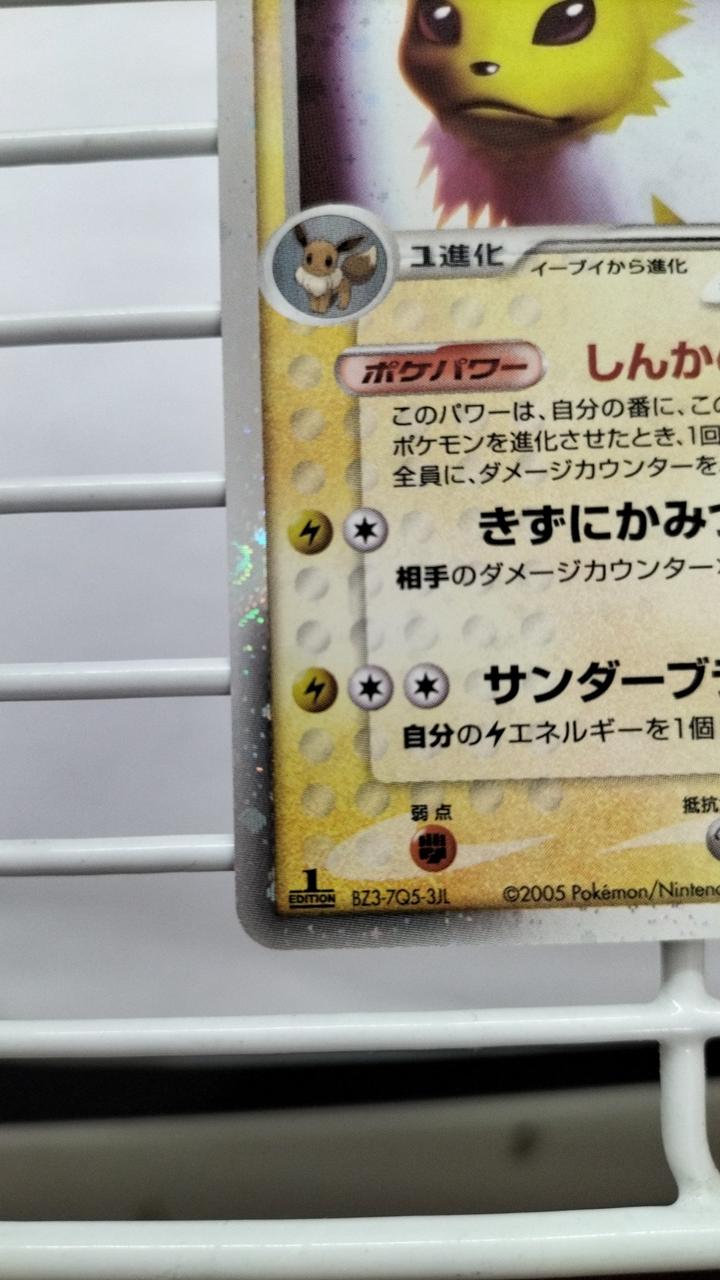 1進化
イーブイから進化
ポケパワー しんか
このパワーは、自分の番に、この
ポケモンを進化させたとき、1回
全員に、ダメージカウンターを
きずにかみつ
相手のダメージカウンター
サンダーブラ
自分のエネルギーを1個
弱点 抵抗
1 EDITION BZ3-7Q5-3JL ©2005 Pokémon/Nintendo